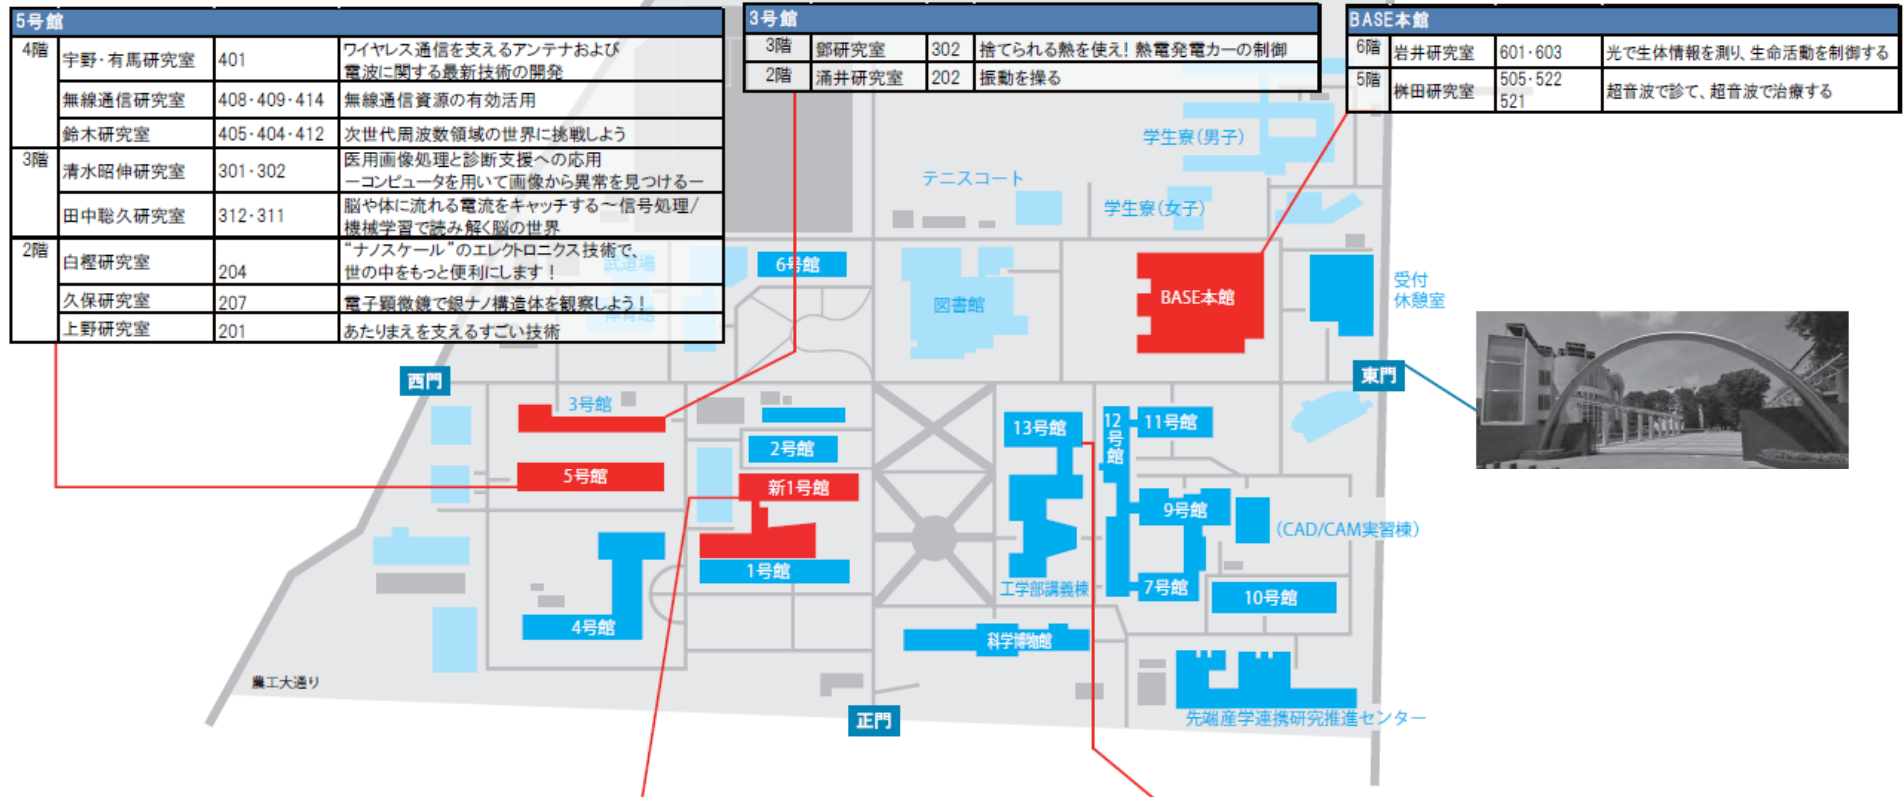 5号館
4階 宇野・有馬研究室 401 ワイヤレス通信を支えるアンテナおよび
電波に関する最新技術の開発
無線通信研究室 408・409・414 無線通信資源の有効活用
鈴木研究室 405・404・412 次世代周波数領域の世界に挑戦しよう
3階 清水昭伸研究室 301・302 医用画像処理と診断支援への応用
ーコンピュータを用いて画像から異常を見つけるー
田中聡久研究室 312・311 脳や体に流れる電流をキャッチする～信号処理/
機械学習で読み解く脳の世界
2階 白樫研究室 204 “ナノスケール”のエレクトロニクス技術で、
世の中をもっと便利にします！
久保研究室 207 電子顕微鏡で銀ナノ構造体を観察しよう！
上野研究室 201 あたりまえを支えるすごい技術
3号館
3階 鄧研究室 302 捨てられる熱を使え！熱電発電カーの制御
2階 涌井研究室 202 振動を操る
BASE本館
6階 岩井研究室 601・603 光で生体情報を測り、生命活動を制御する
5階 桝田研究室 505・522 超音波で診て、超音波で治療する
521
学生寮(男子)
テニスコート
学生寮(女子)
武道場
体育館
6号館
図書館
BASE本館
受付
休憩室
西門
東門
3号館
13号館
12号館
11号館
2号館
5号館
新1号館
9号館
(CAD/CAM実習棟)
1号館
工学部講義棟
7号館
10号館
4号館
科学博物館
農工大通り
正門
先端産学連携研究推進センター